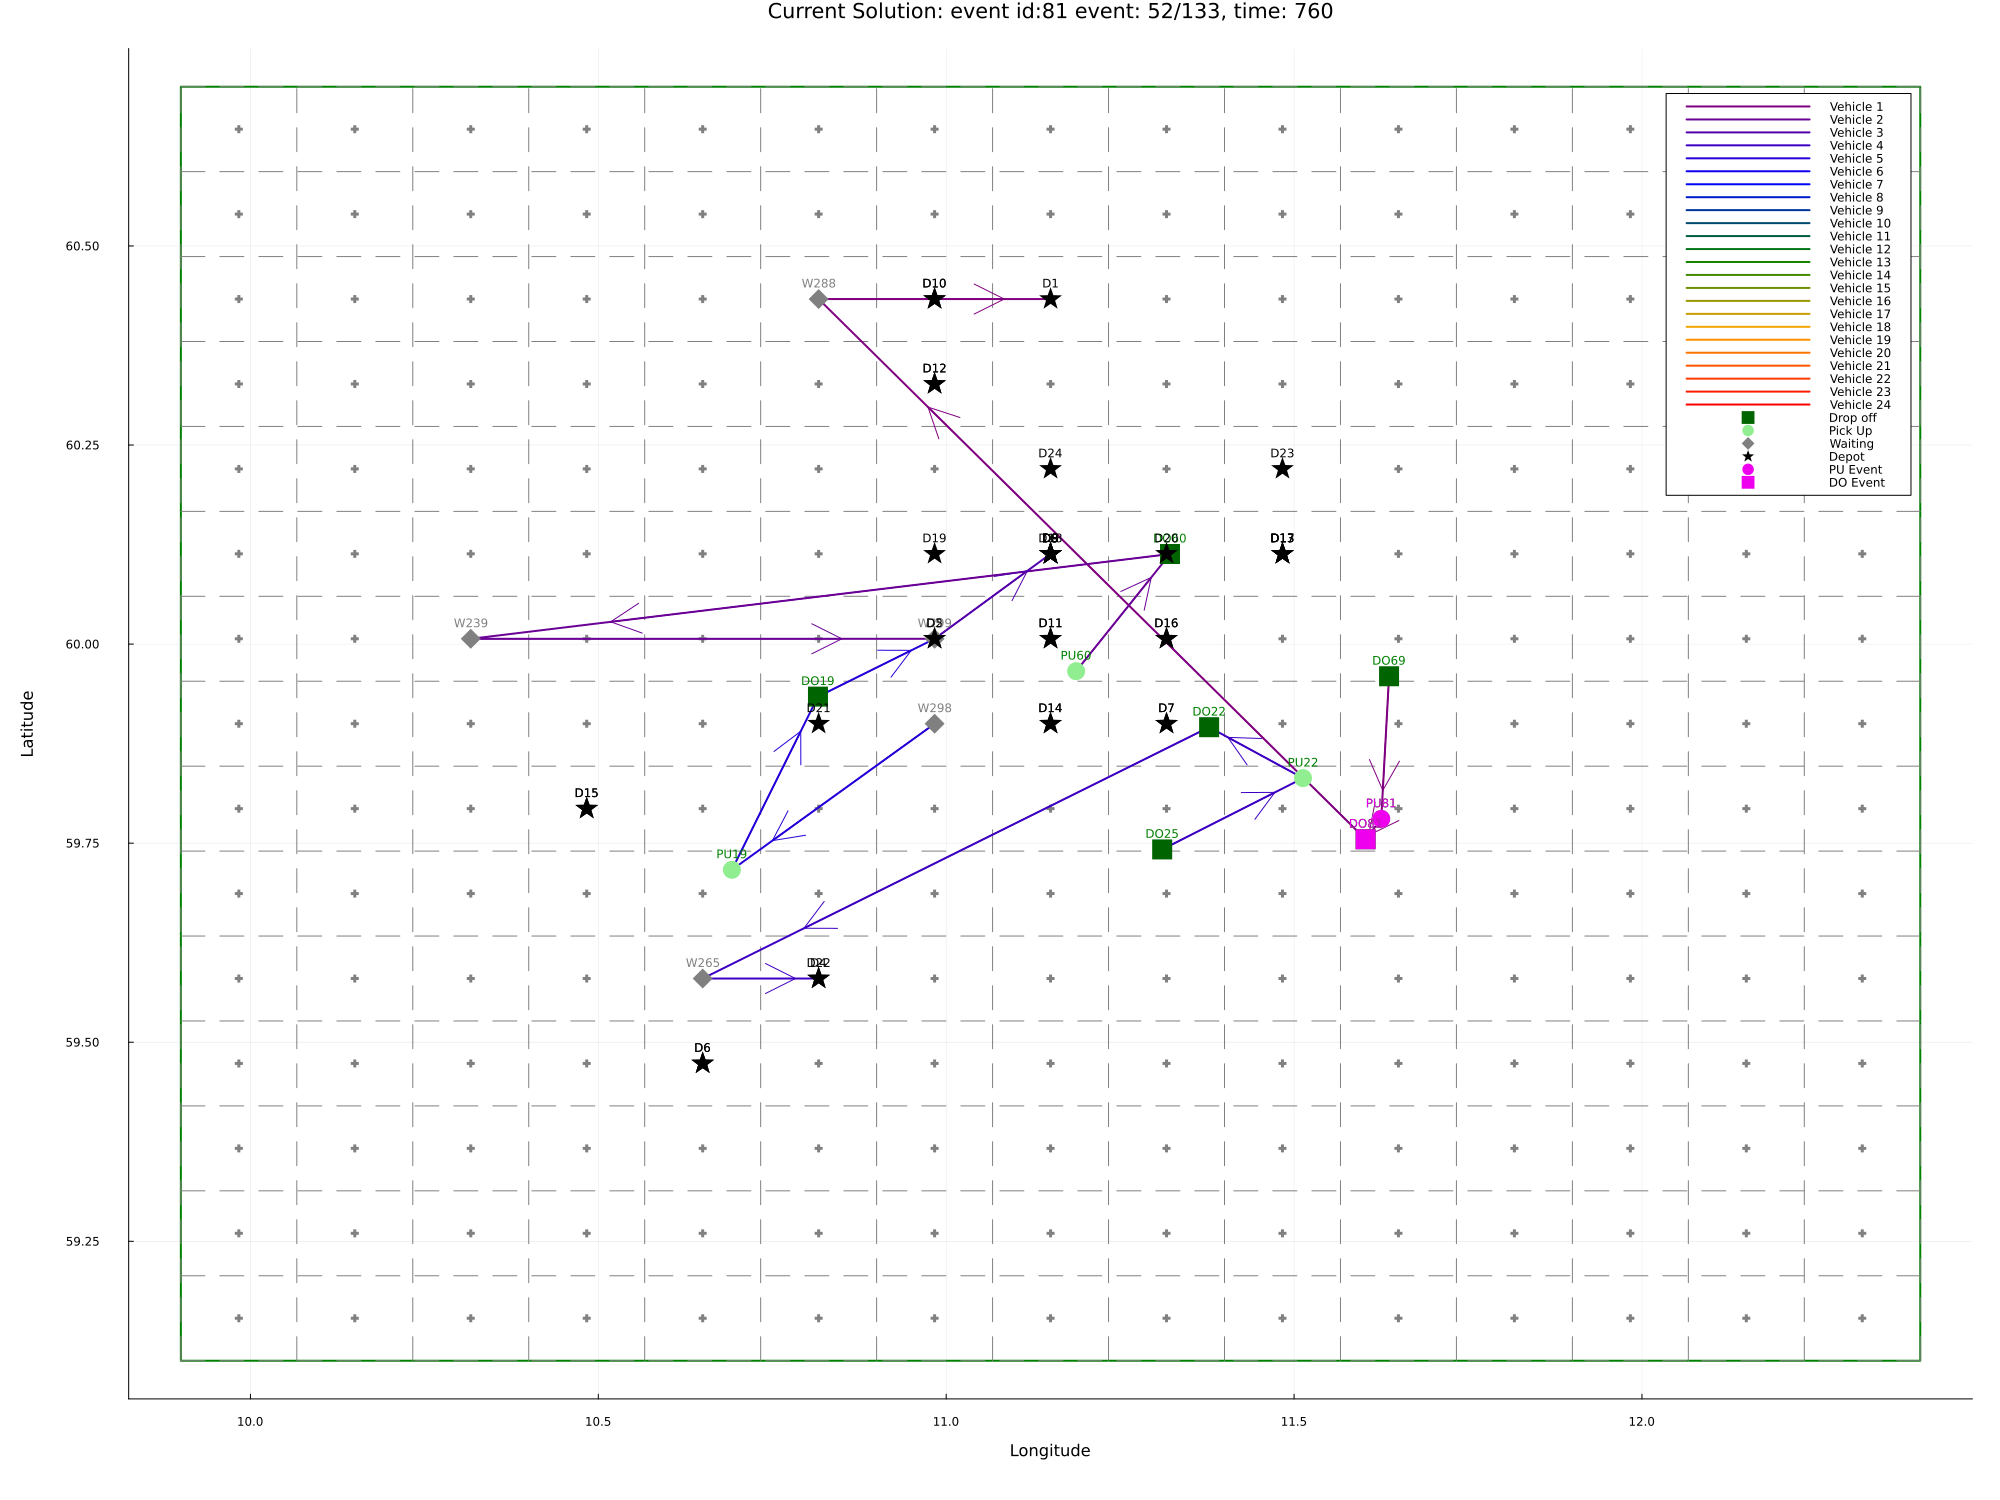 Current Solution: event id:81 event: 52/133, time: 760
Vehicle 1
Vehicle 2
Vehicle 3
Vehicle 4
Vehicle 5
Vehicle 6
Vehicle 7
Vehicle 8
Vehicle 9
Vehicle 10
Vehicle 11
Vehicle 12
Vehicle 13
Vehicle 14
Vehicle 15
Vehicle 16
Vehicle 17
Vehicle 18
Vehicle 19
Vehicle 20
Vehicle 21
Vehicle 22
Vehicle 23
Vehicle 24
Drop off
Pick Up
Waiting
Depot
PU Event
DO Event
60.50
60.25
60.00
59.75
59.50
59.25
Latitude
W288
D10
D1
D12
D24
D23
D19
W239
D11
D16
PU60
DO69
DO19
D21
W298
D14
D7
DO22
PU22
D15
PU81
DO25
PU19
W265
D22
D6
10.0
10.5
11.0
11.5
12.0
Longitude